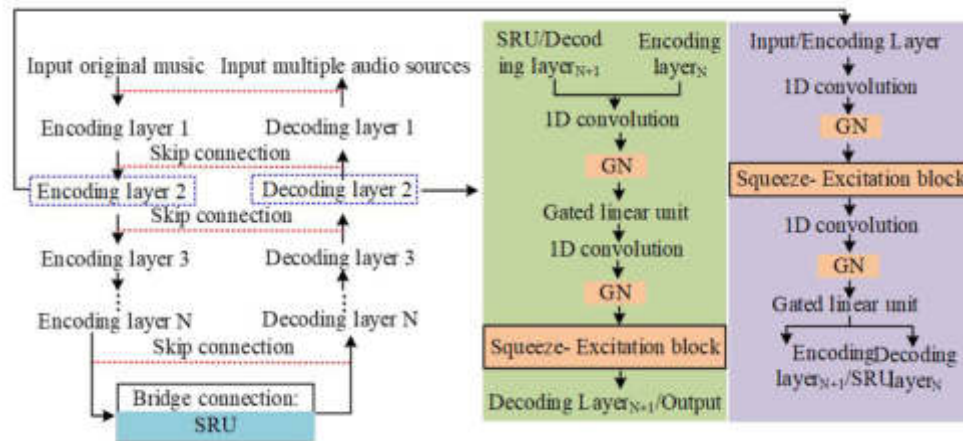 Input original music
Input multiple audio sources
Encoding layer 1
Decoding layer 1
Skip connection
Encoding layer 2
Decoding layer 2
Skip connection
Encoding layer 3
Decoding layer 3
Encoding layer N
Decoding layer N
Skip connection
Bridge connection:
SRU
SRU/Decod
ing layerN+1
Encoding
layerN
1D convolution
GN
Gated linear unit
1D convolution
GN
Squeeze- Excitation block
Decoding LayerN+1/Output
Input/Encoding Layer
1D convolution
GN
Squeeze- Excitation block
1D convolution
GN
Gated linear unit
Encoding
layerN+1/SRU
Decoding
layerN